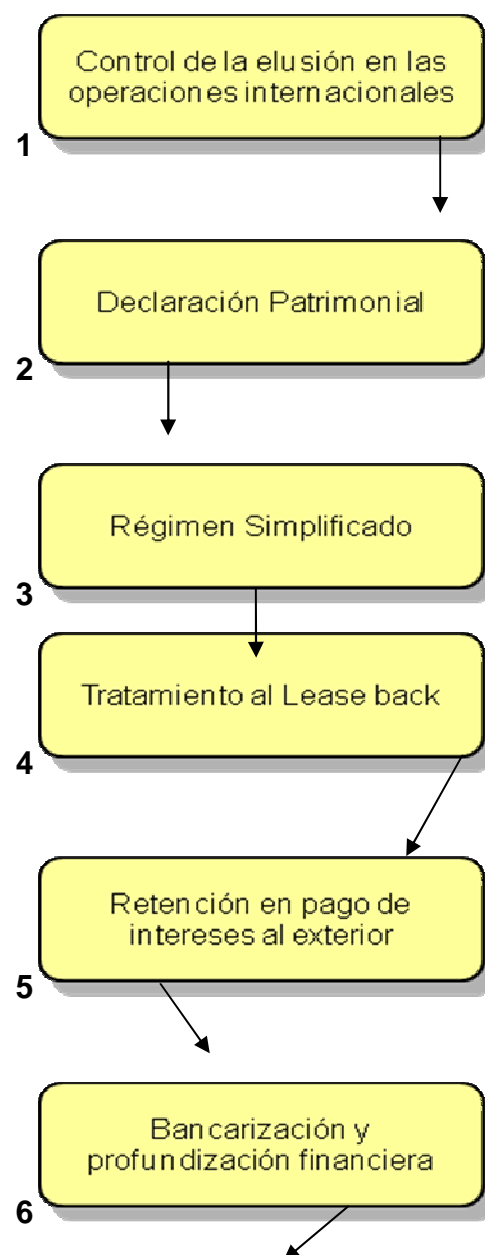 Control de la elusión en las
operaciones internacionales
1
Declaración Patrimonial
2
Régimen Simplificado
3
Tratamiento al Lease back
4
Retención en pago de
intereses al exterior
5
Bancarización y
profundización financiera
6